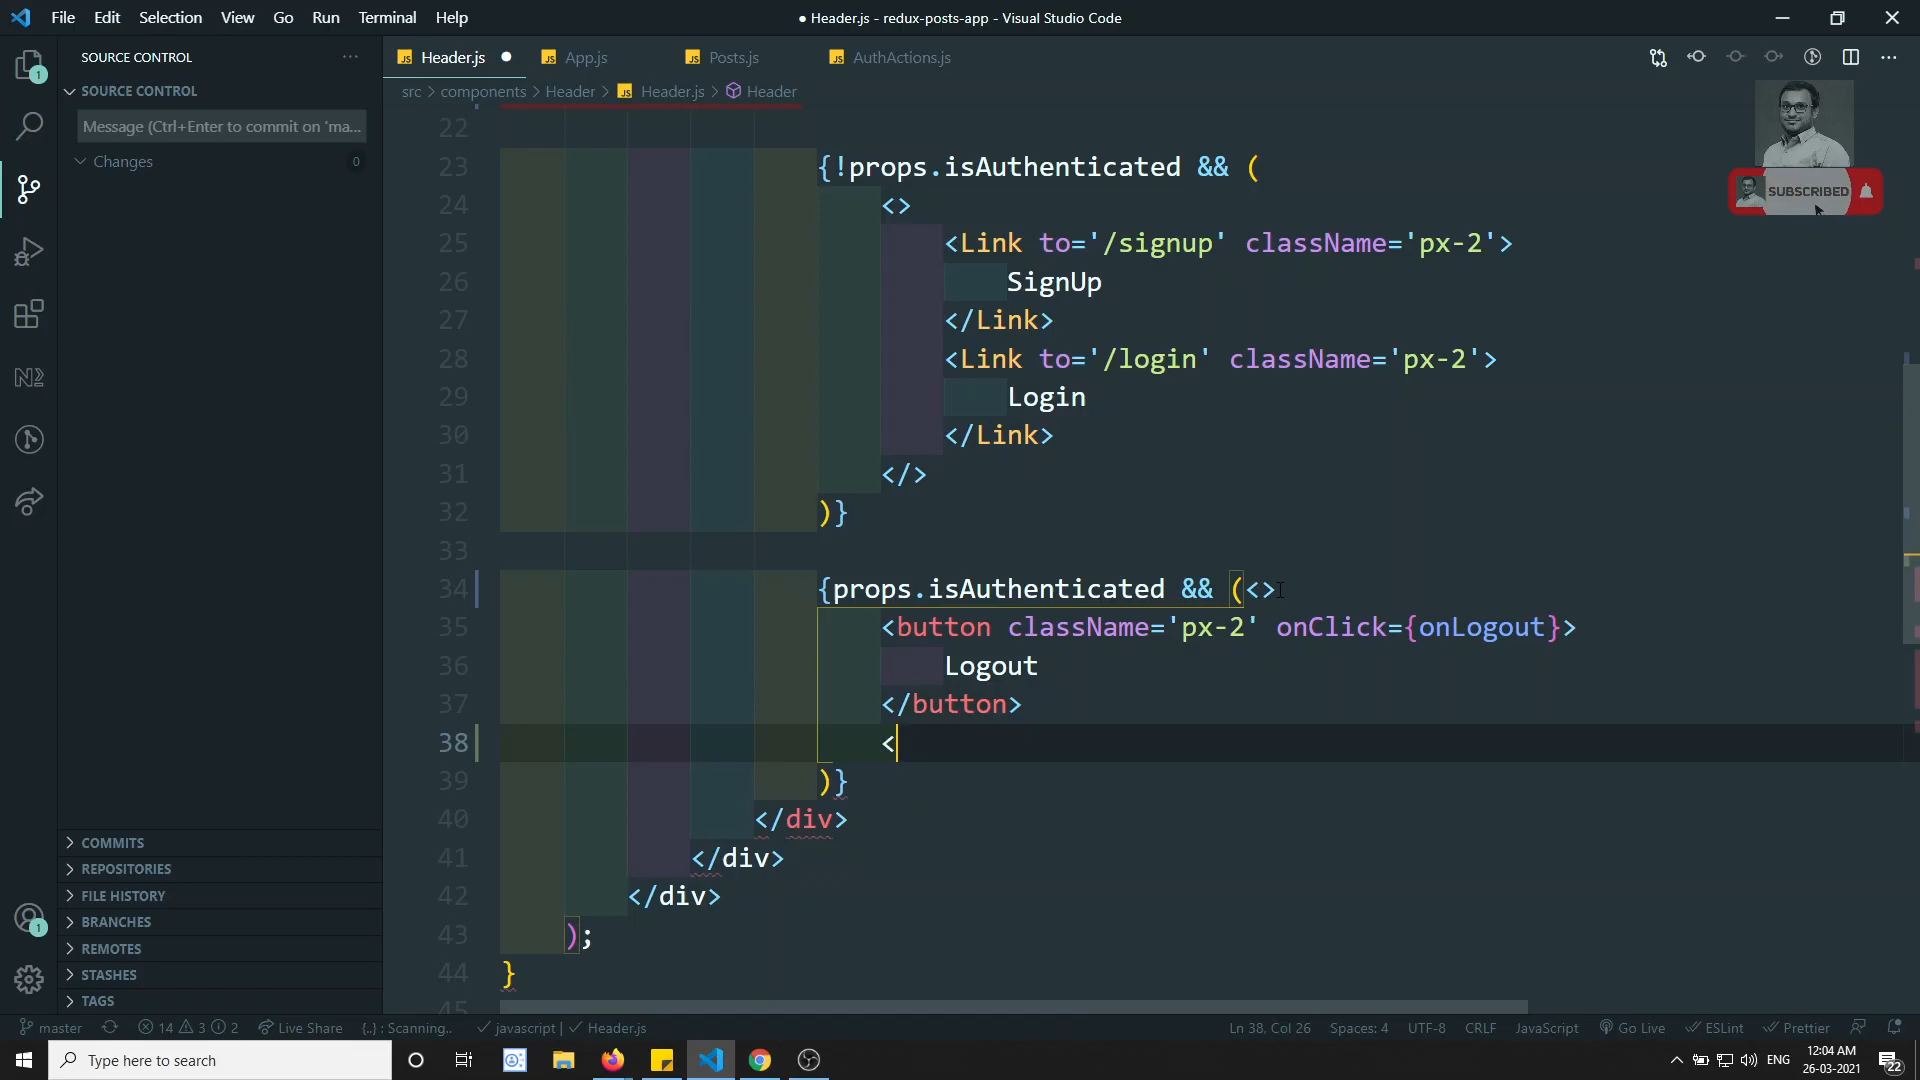 File Edit Selection View Go Run Terminal Help
● Header.js - redux-posts-app - Visual Studio Code
SOURCE CONTROL ···
Header.js App.js Posts.js AuthActions.js
SOURCE CONTROL
src > components > Header > Header.js > Header
Message (Ctrl+Enter to commit on 'ma...
Changes 0
SUBSCRIBED
22
23 {!props.isAuthenticated && (
24 <>
25 <Link to='/signup' className='px-2'>
26 SignUp
27 </Link>
28 <Link to='/login' className='px-2'>
29 Login
30 </Link>
31 </>
32 )}
33
34 {props.isAuthenticated && (<>
35 <button className='px-2' onClick={onLogout}>
36 Logout
37 </button>
38 <
39 )}
40 </div>
41 </div>
42 </div>
43 );
44 }
45
1
1
COMMITS
REPOSITORIES
FILE HISTORY
BRANCHES
REMOTES
STASHES
TAGS
master 14 3 2 Live Share {..} : Scanning.. javascript | Header.js Ln 38, Col 26 Spaces: 4 UTF-8 CRLF JavaScript Go Live ESLint Prettier
Type here to search
ENG 12:04 AM
26-03-2021
22